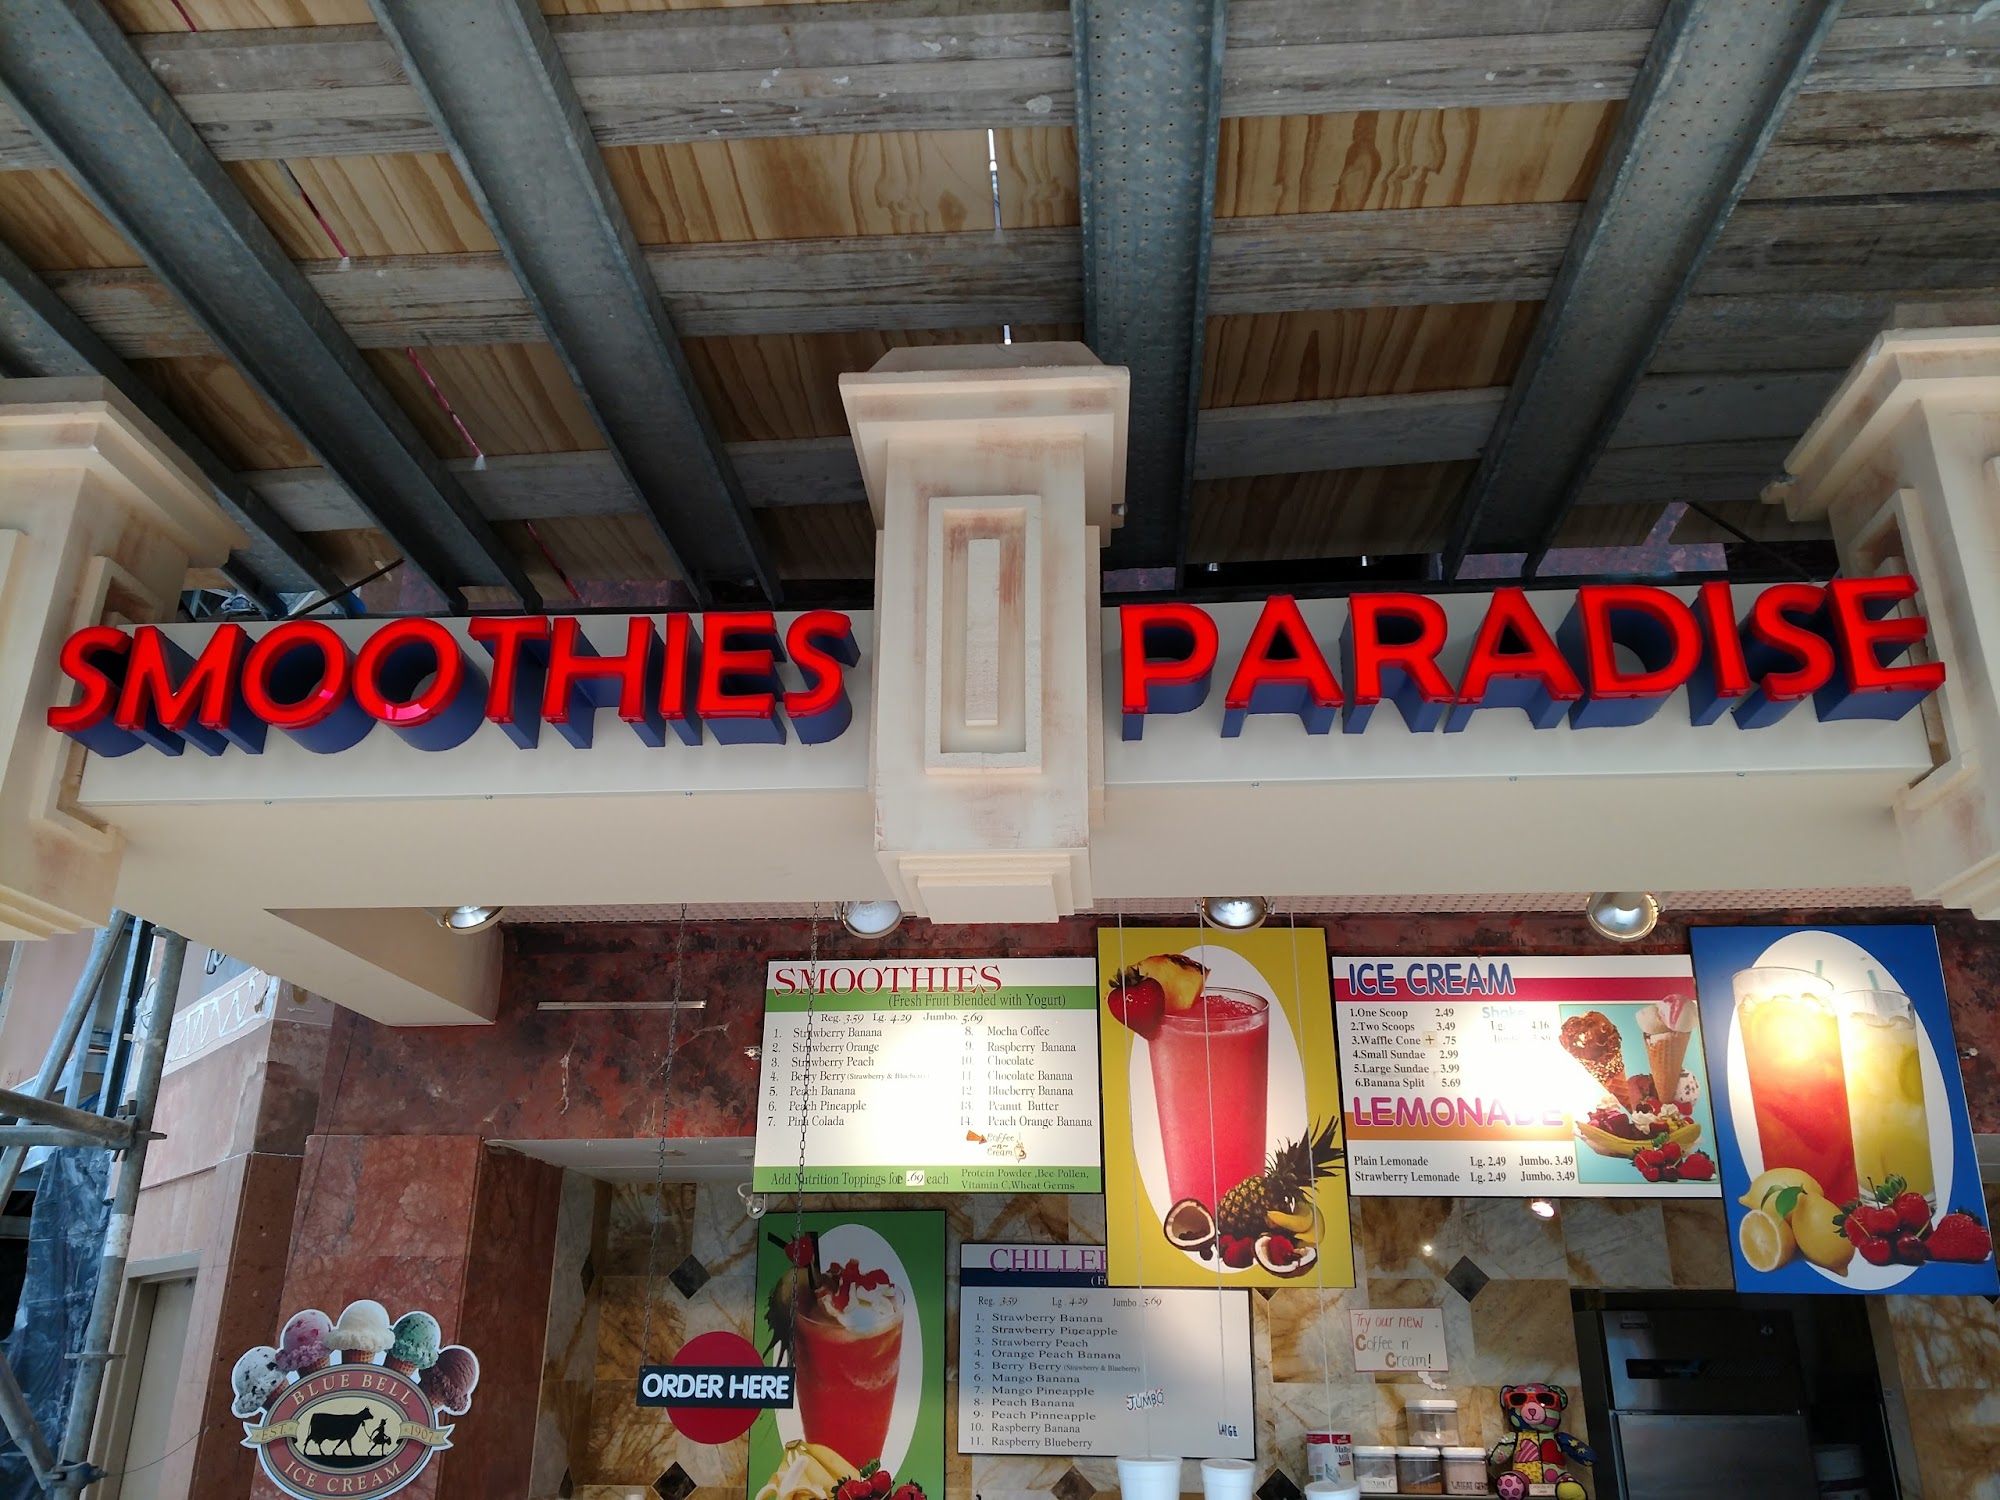 SMOOTHIES PARADISE
SMOOTHIES
(Fresh Fruit Blended with Yogurt)
Reg. 3.59 Lg. 4.29 Jumbo. 5.69
1. Strawberry Banana
2. Strawberry Orange
3. Strawberry Peach
4. Berry Berry (Strawberry & Blueberry)
5. Peach Banana
6. Peach Pineapple
7. Pina Colada
8. Mocha Coffee
9. Raspberry Banana
10. Chocolate
11. Chocolate Banana
12. Blueberry Banana
13. Peanut Butter
14. Peach Orange Banana
Coffee
-n-
Cream
Add Nutrition Toppings for .69 each
Protein Powder ,Bee Pollen,
Vitamin C,Wheat Germs
ICE CREAM
1.One Scoop 2.49
2.Two Scoops 3.49
3.Waffle Cone + .75
4.Small Sundae 2.99
5.Large Sundae 3.99
6.Banana Split 5.69
Shake
Lg. 4.16
LEMONADE
Plain Lemonade Lg. 2.49 Jumbo. 3.49
Strawberry Lemonade Lg. 2.49 Jumbo. 3.49
CHILLER
Reg. 3.59 Lg 4.29 Jumbo 5.69
1. Strawberry Banana
2. Strawberry Pineapple
3. Strawberry Peach
4. Orange Peach Banana
5. Berry Berry (Strawberry & Blueberry)
6. Mango Banana
7. Mango Pineapple
8. Peach Banana
9. Peach Pinneapple
10. Raspberry Banana
11. Raspberry Blueberry
JUMBO
LARGE
Try our new
Coffee n'
Cream!
ORDER HERE
BLUE BELL
EST. 1907
ICE CREAM